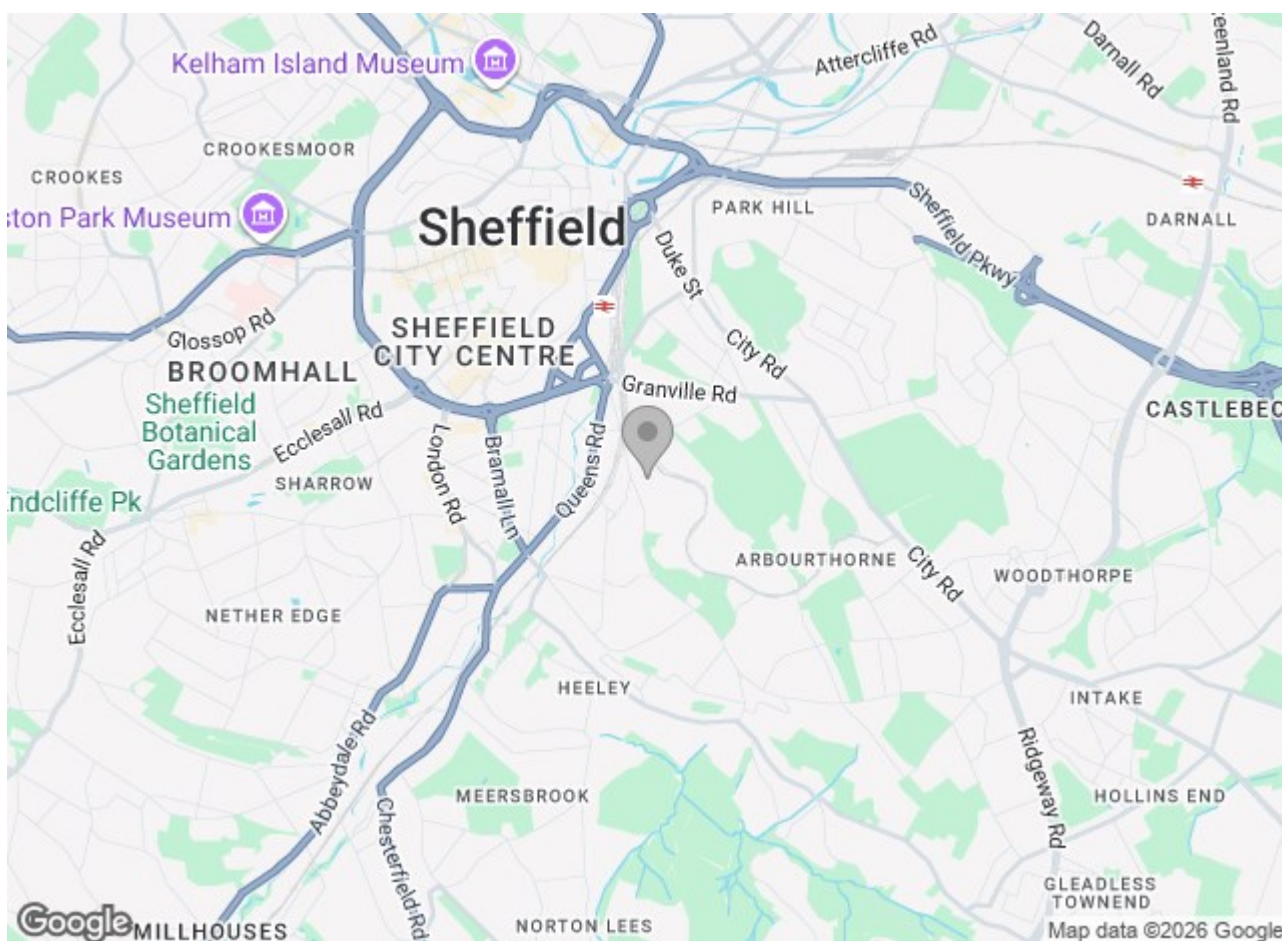 Kelham Island Museum
Attercliffe Rd
Darnall Rd
eenland Rd
CROOKESMOOR
CROOKES
ston Park Museum
Sheffield
PARK HILL
DARNALL
Sheffield Pkwy
Duke St
Glossop Rd
SHEFFIELD
CITY CENTRE
BROOMHALL
City Rd
Granville Rd
CASTLEBEC
Sheffield
Botanical
Gardens
Ecclesall Rd
London Rd
Bramall Ln
Queens Rd
SHARROW
Endcliffe Pk
Ecclesall Rd
ARBOURTHORNE
City Rd
WOODTHORPE
NETHER EDGE
HEELEY
INTAKE
Abbeydale Rd
Ridgeway Rd
MEERSBROOK
HOLLINS END
Chesterfield Rd
GLEADLESS
TOWNEND
NORTON LEES
Google
MILLHOUSES
Map data ©2026 Google